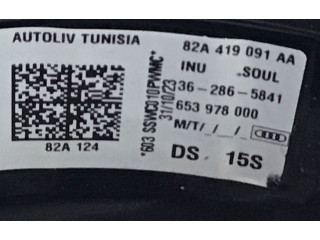 AUTOLIV TUNISIA
82A 124
*603 SSWC010PWMC*
31/10/23
82A 419 091 AA
INU .SOUL
36-286-5841
653 978 000
M/T/_/_/_
DS . 15S